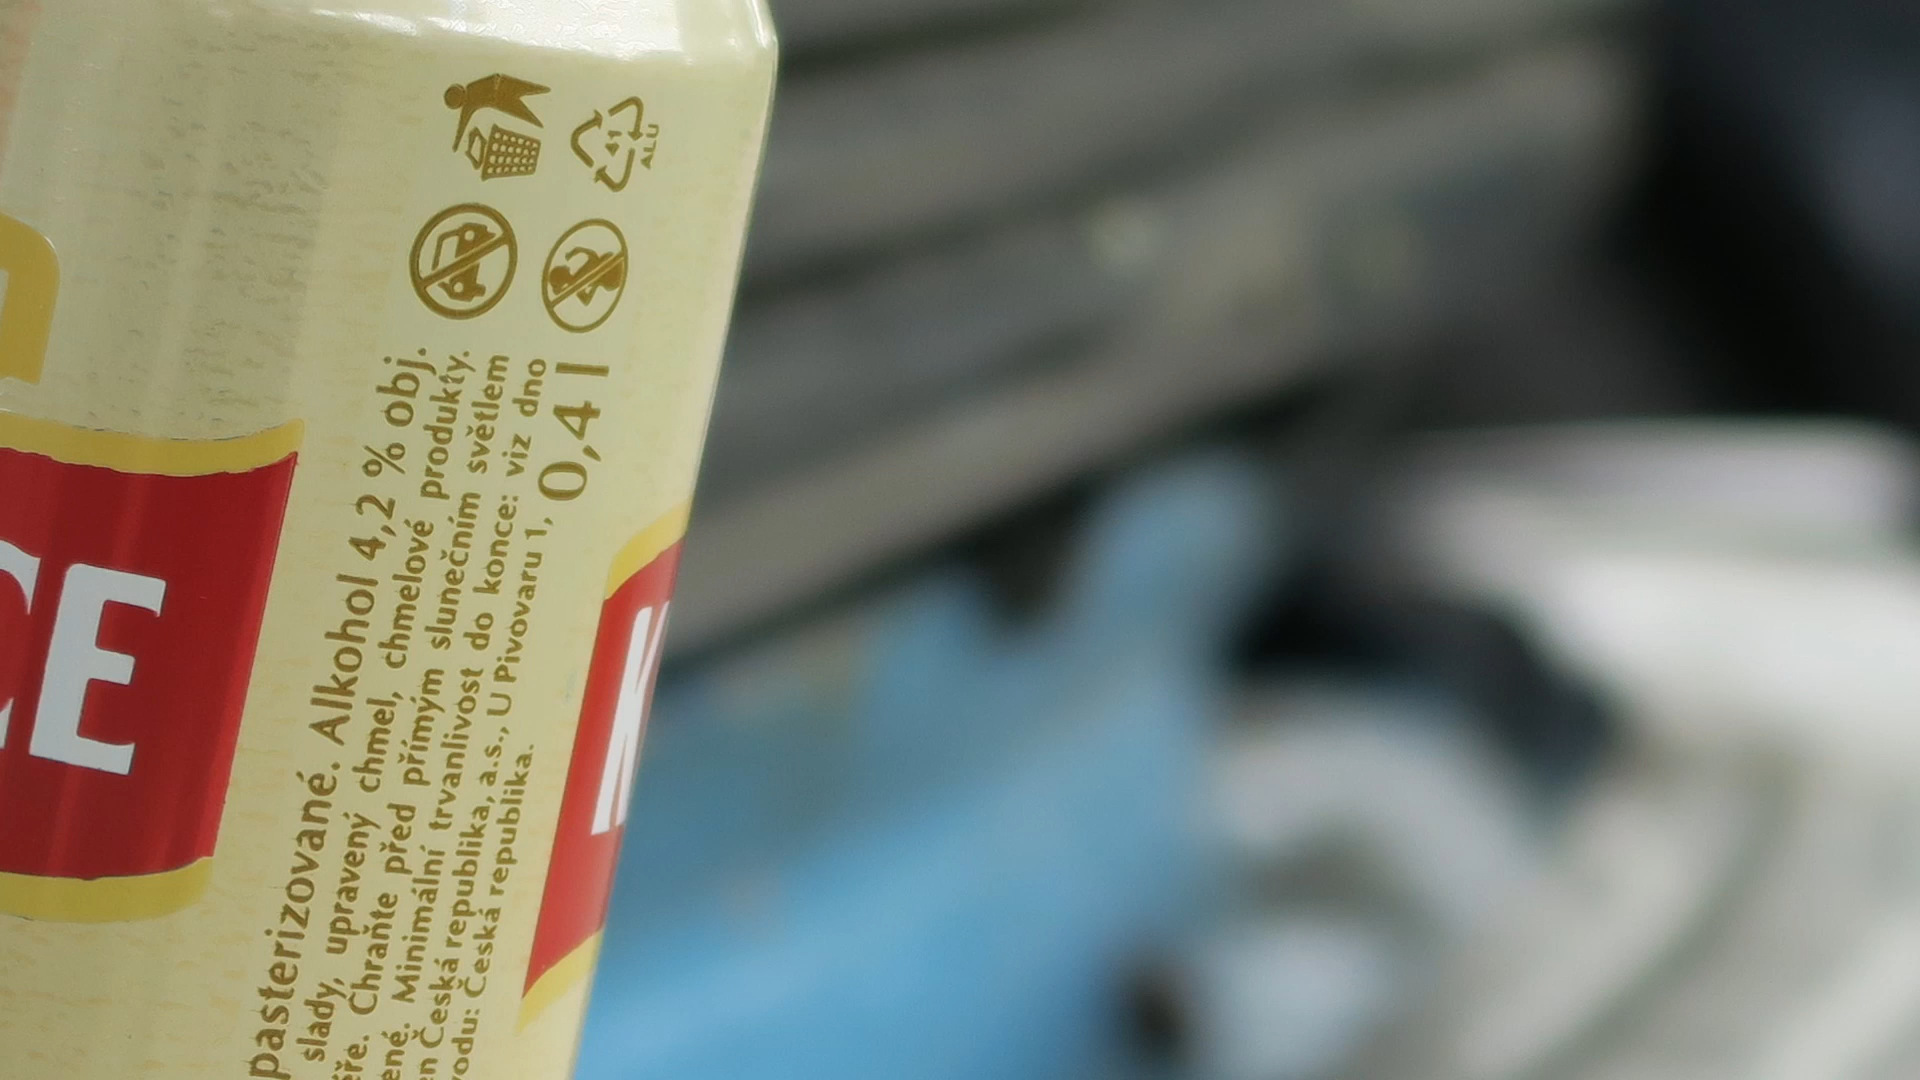 CE
pasterizované. Alkohol 4,2 % obj.
slady, upravený chmel, chmelové produkty.
Chraňte před přímým slunečním světlem
Minimální trvanlivost do konce: viz dno
Česká republika, a.s., U Pivovaru 1,
Česká republika.
0,4 l
41
ALU